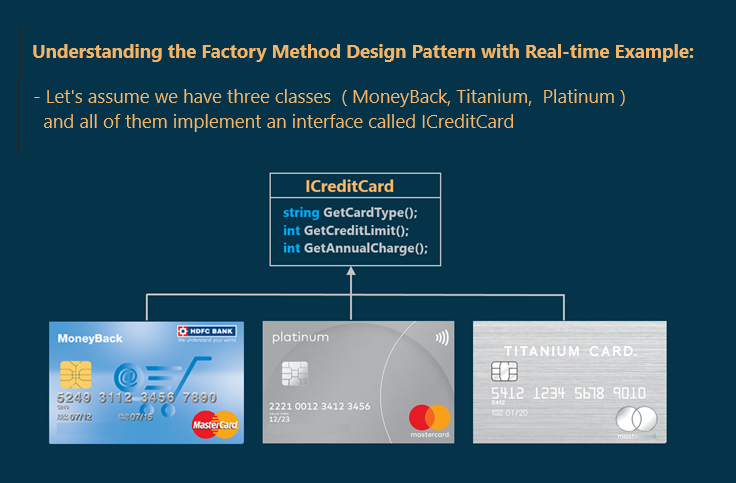 Understanding the Factory Method Design Pattern with Real-time Example:
- Let's assume we have three classes ( MoneyBack, Titanium, Platinum )
and all of them implement an interface called ICreditCard
ICreditCard
string GetCardType();
int GetCreditLimit();
int GetAnnualCharge();
MoneyBack
HDFC BANK
We understand your world
5249 3112 3456 7890
5243
07/12 07/15
MasterCard
platinum
2221 0012 3412 3456
12/23
mastercard
TITANIUM CARD.
5412 1234 5678 9010
5412
01/20